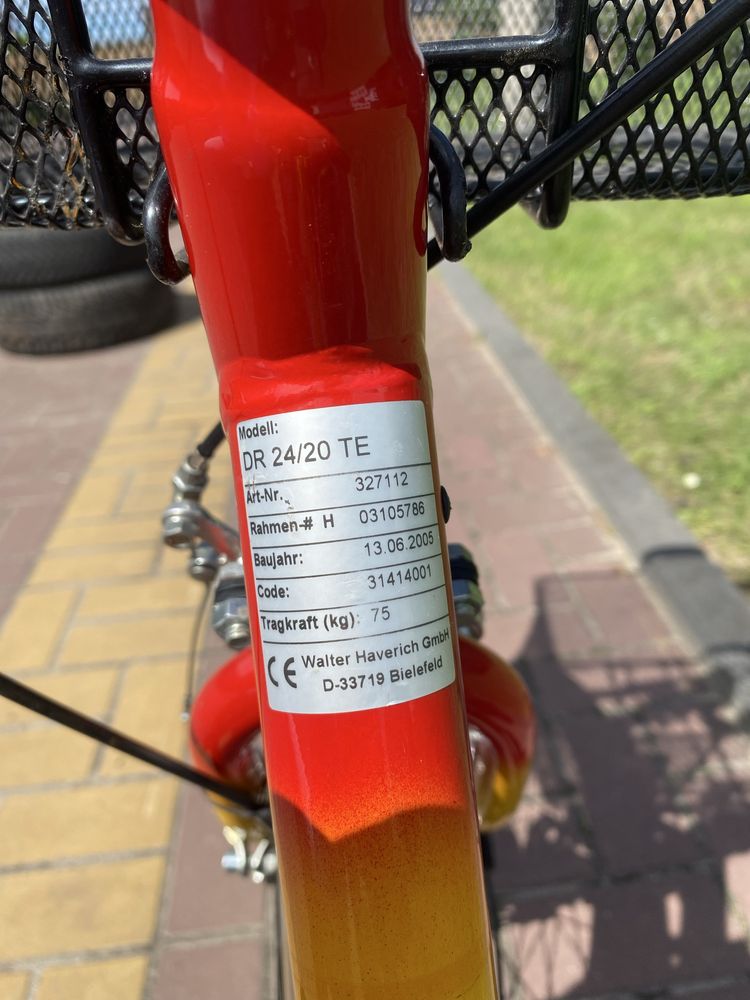 Modell:
DR 24/20 TE
Art-Nr. 327112
Rahmen-# H 03105786
Baujahr: 13.06.2005
Code: 31414001
Tragkraft (kg): 75
CE Walter Haverich GmbH
D-33719 Bielefeld